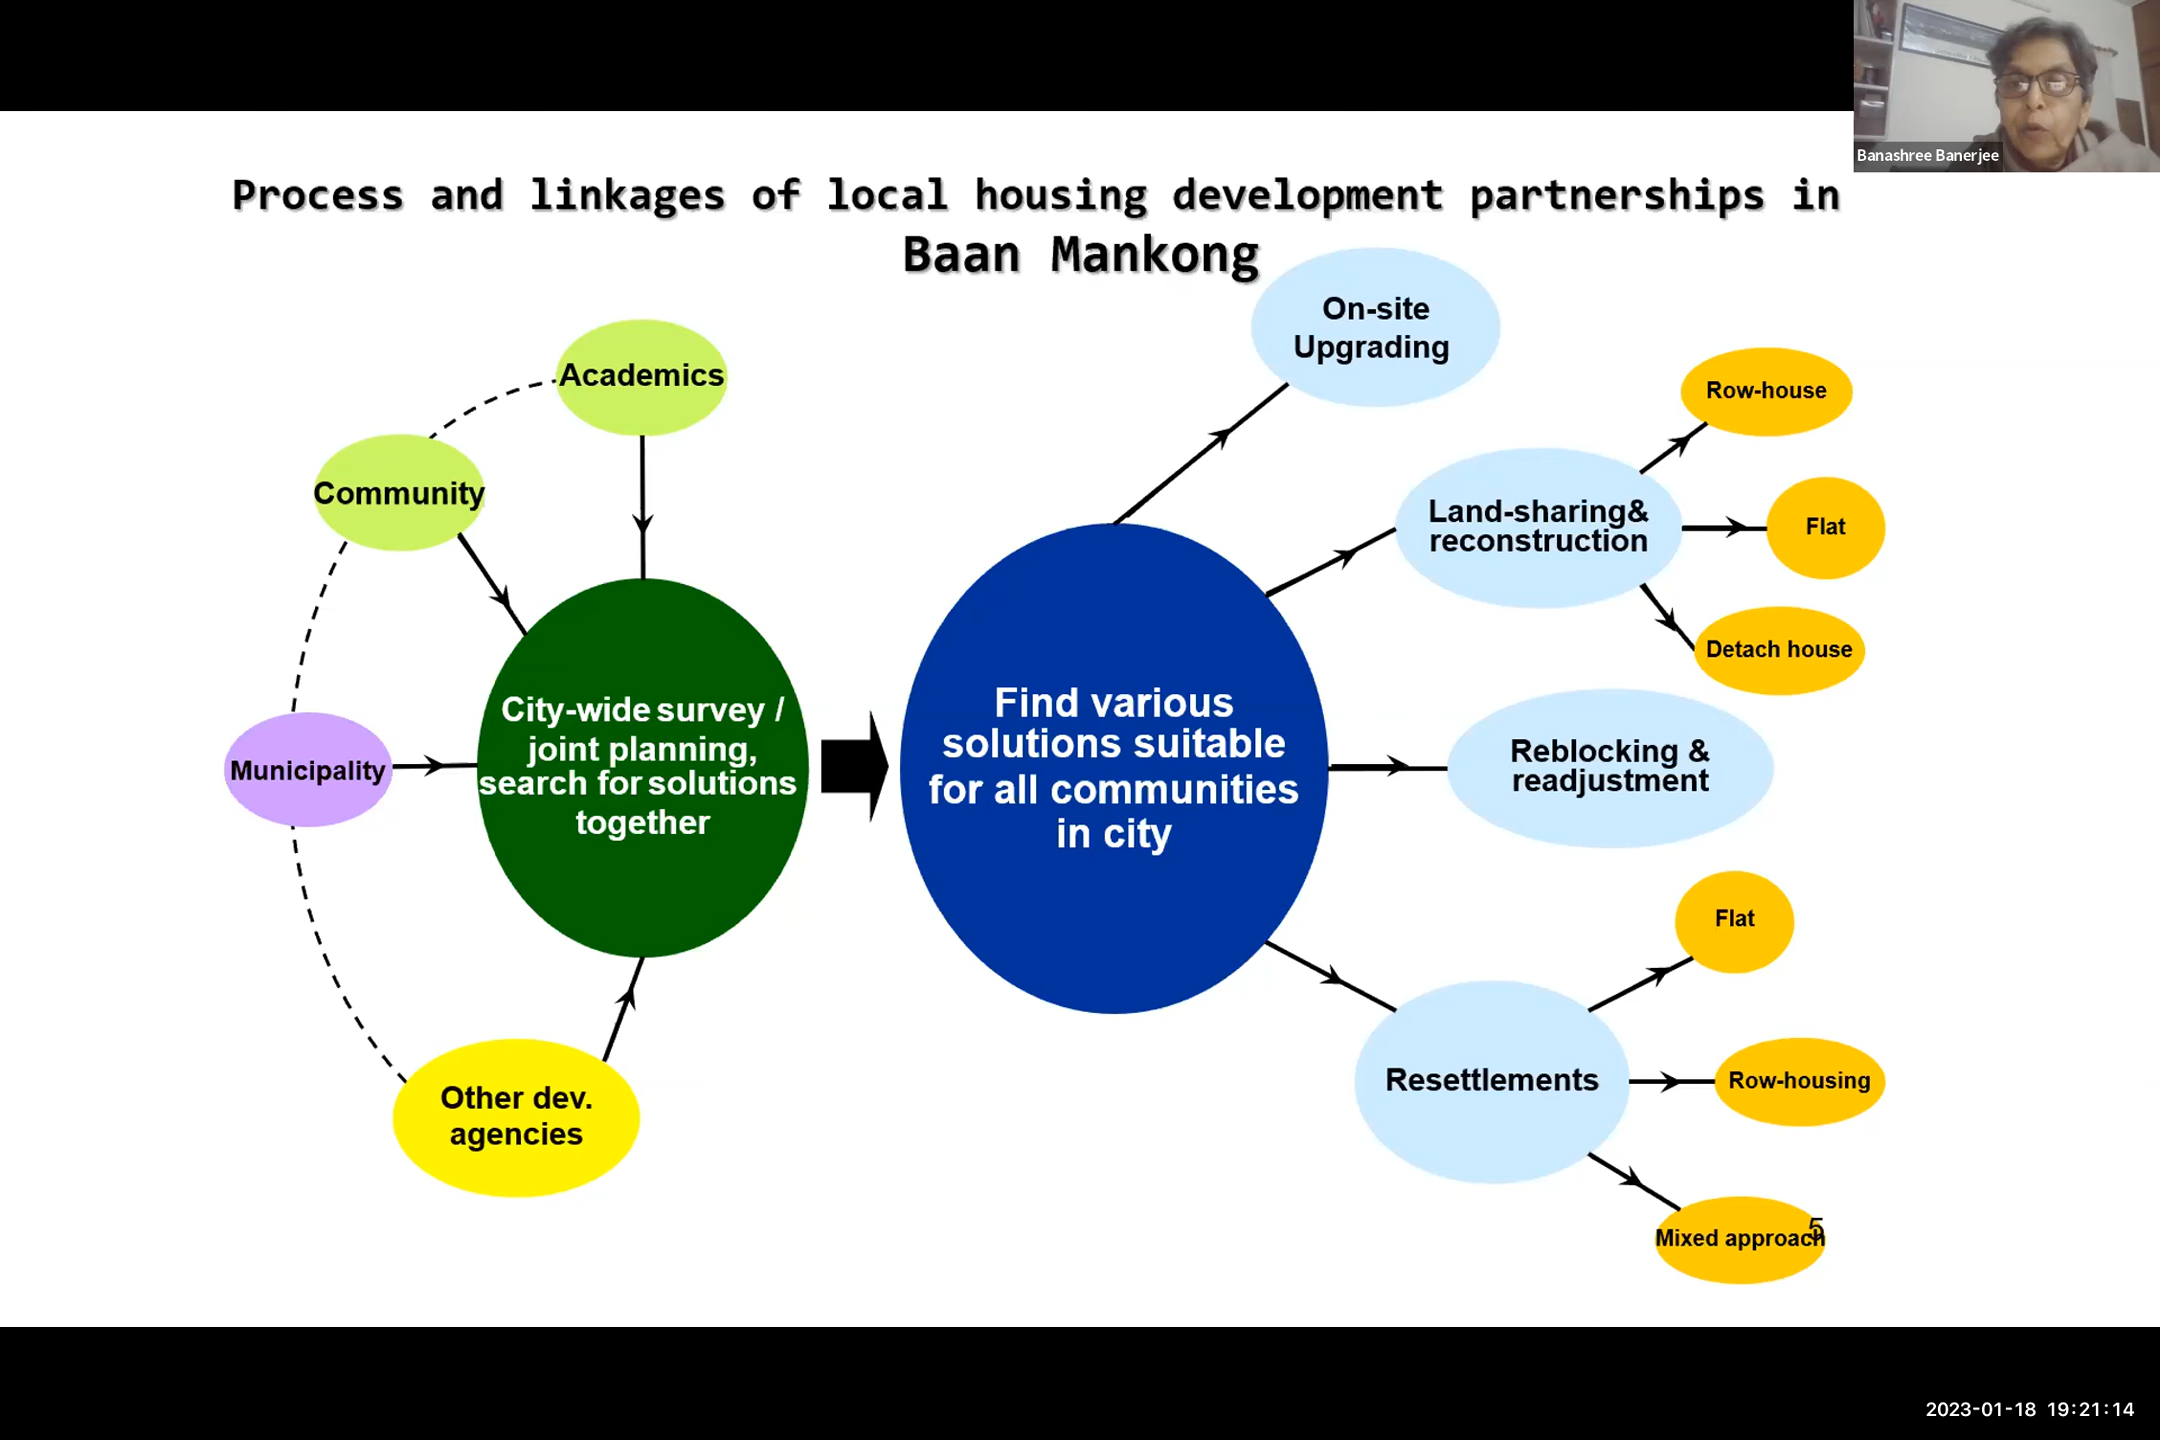 Banashree Banerjee
Process and linkages of local housing development partnerships in
Baan Mankong
Academics
Community
Municipality
Other dev.
agencies
City-wide survey /
joint planning,
search for solutions
together
Find various
solutions suitable
for all communities
in city
On-site
Upgrading
Land-sharing&
reconstruction
Row-house
Flat
Detach house
Reblocking &
readjustment
Resettlements
Flat
Row-housing
Mixed approach
5
2023-01-18 19:21:14